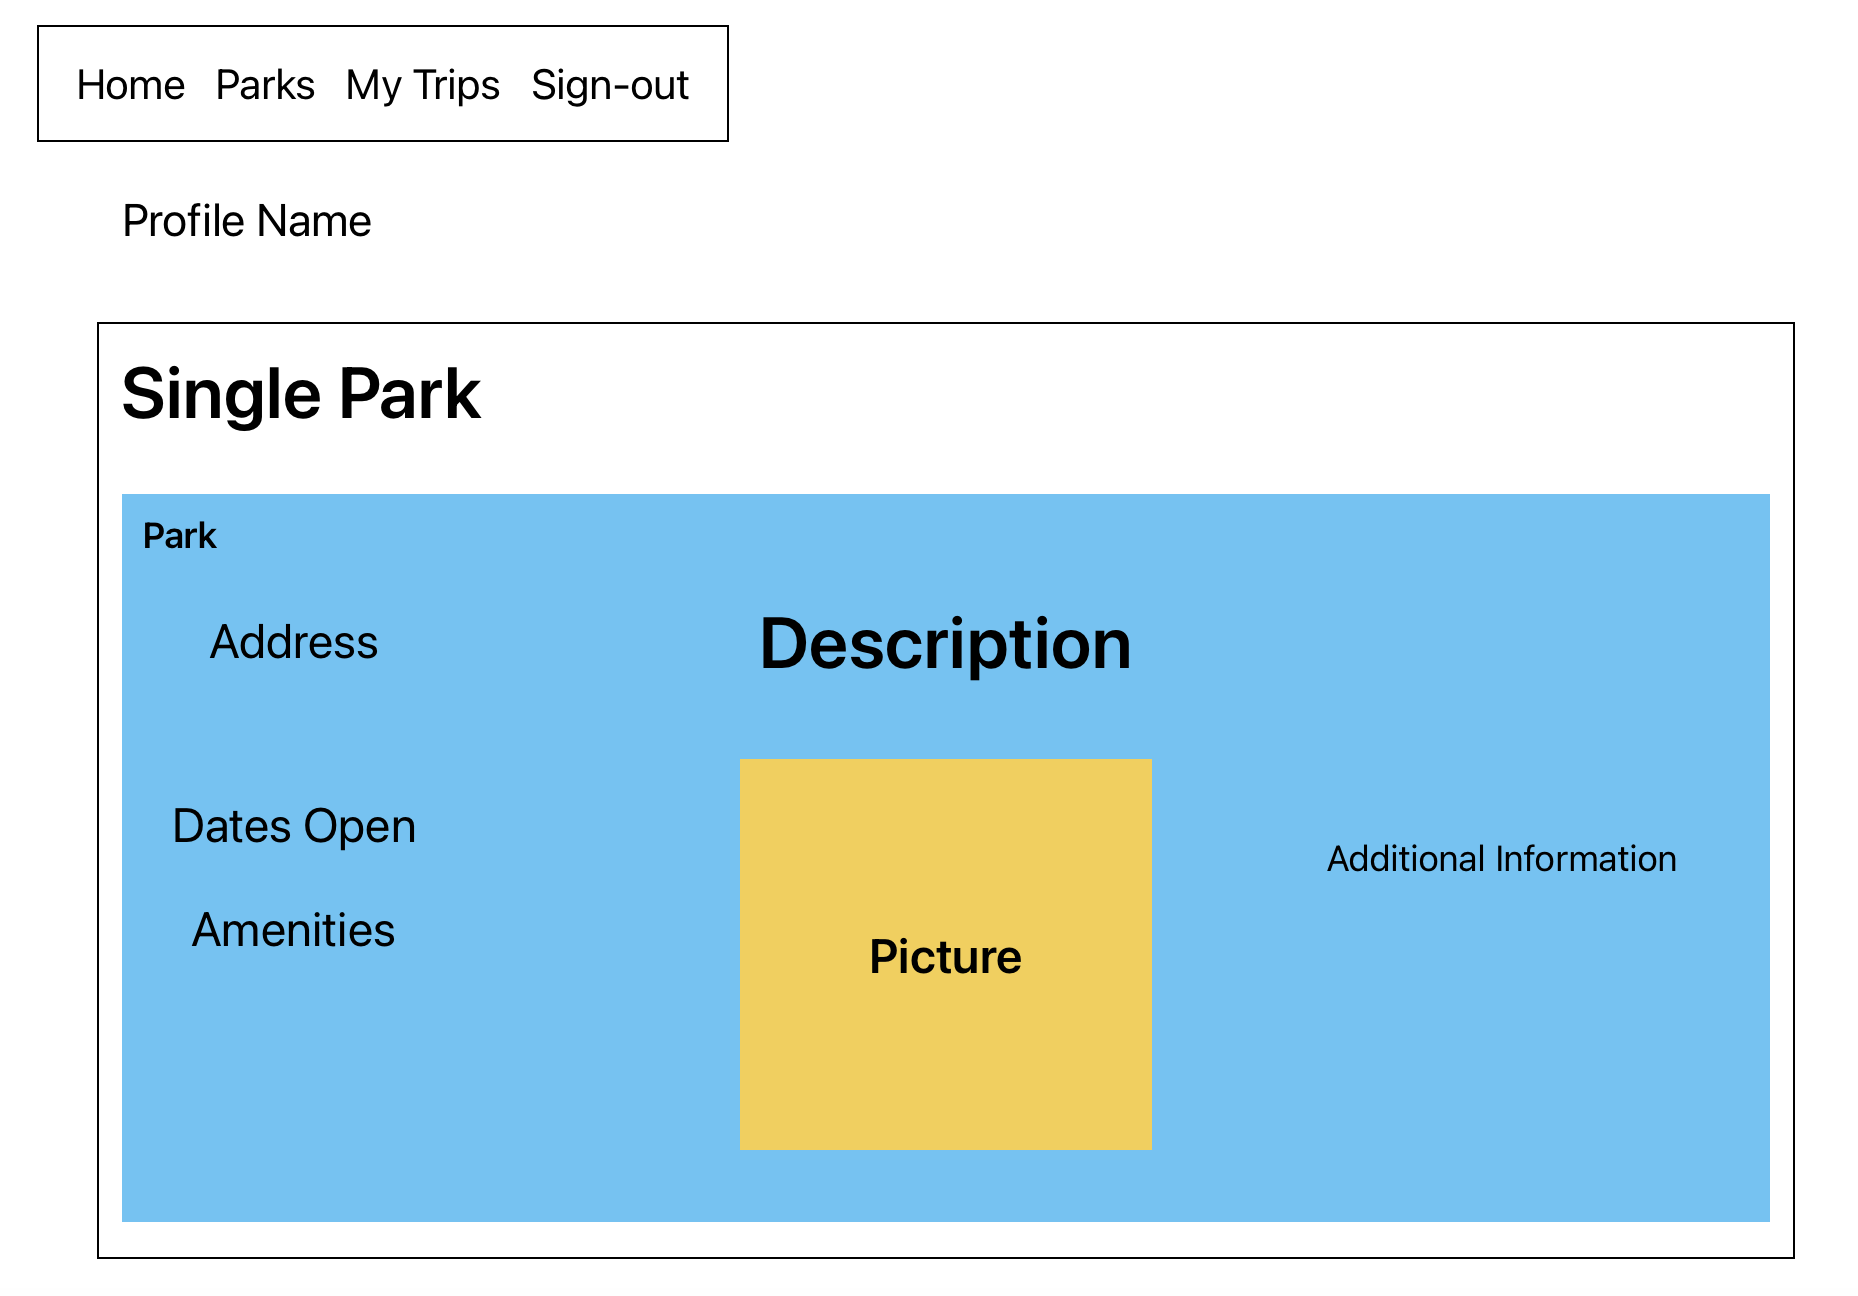 Home Parks My Trips Sign-out
Profile Name
Single Park
Park
Address
Description
Dates Open
Amenities
Picture
Additional Information